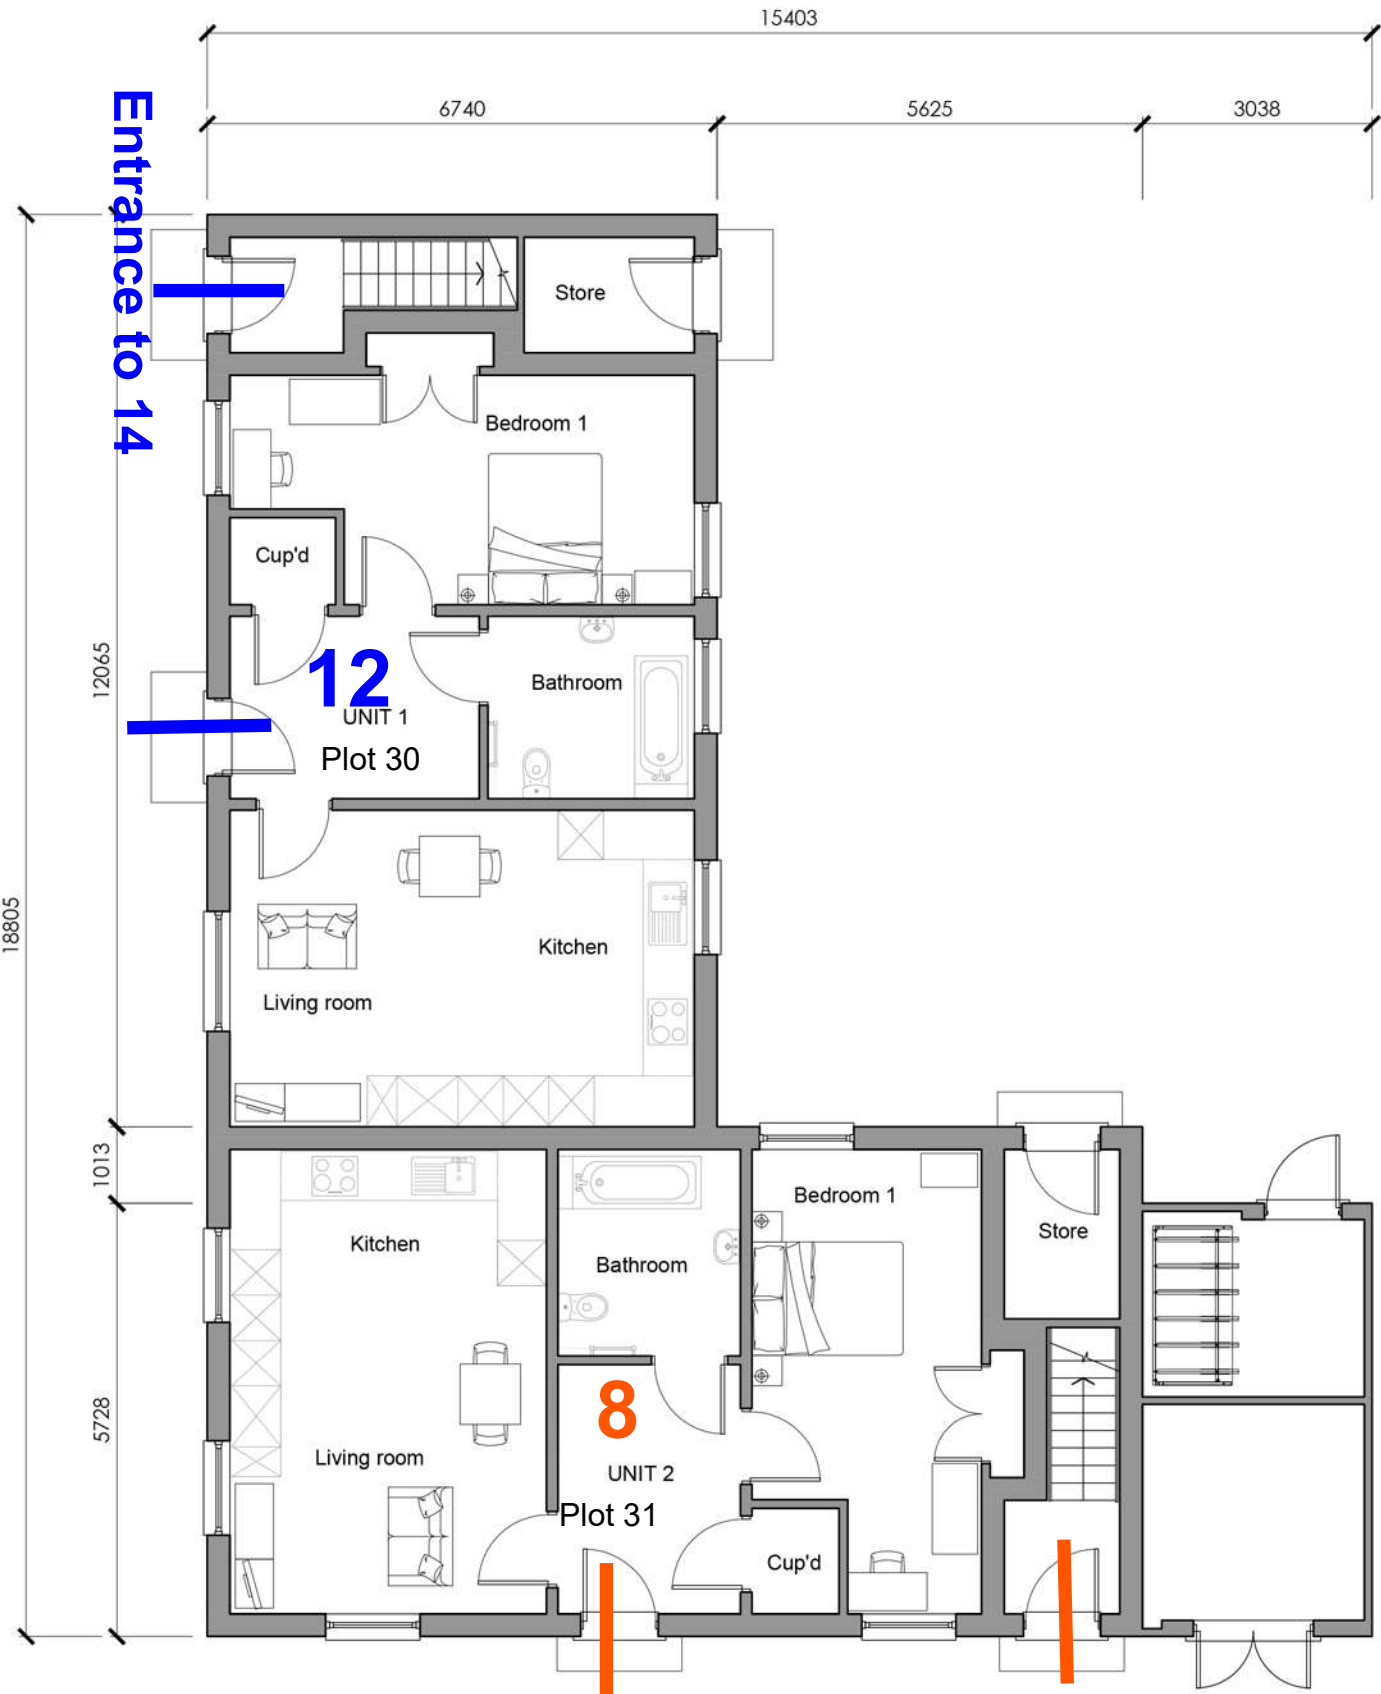 15403
6740
5625
3038
Entrance to 14
Store
Bedroom 1
Cup'd
12065
12
Bathroom
UNIT 1
Plot 30
18805
Kitchen
Living room
1013
Bedroom 1
Store
Kitchen
Bathroom
5728
8
Living room
UNIT 2
Plot 31
Cup'd